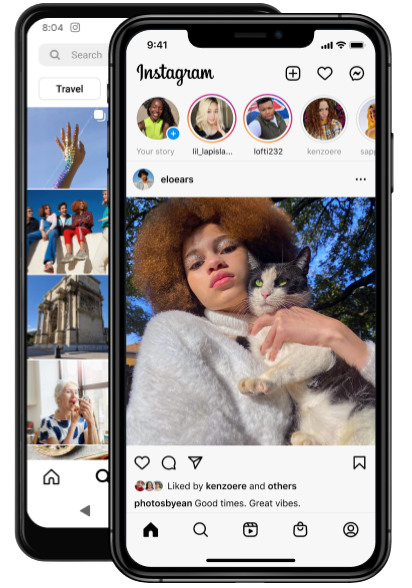 8:04
Search
Travel
9:41
Instagram
Your story
lil_lapisla...
lofti232
kenzoere
sapp
eloears
Liked by kenzoere and others
photosbyean Good times. Great vibes.